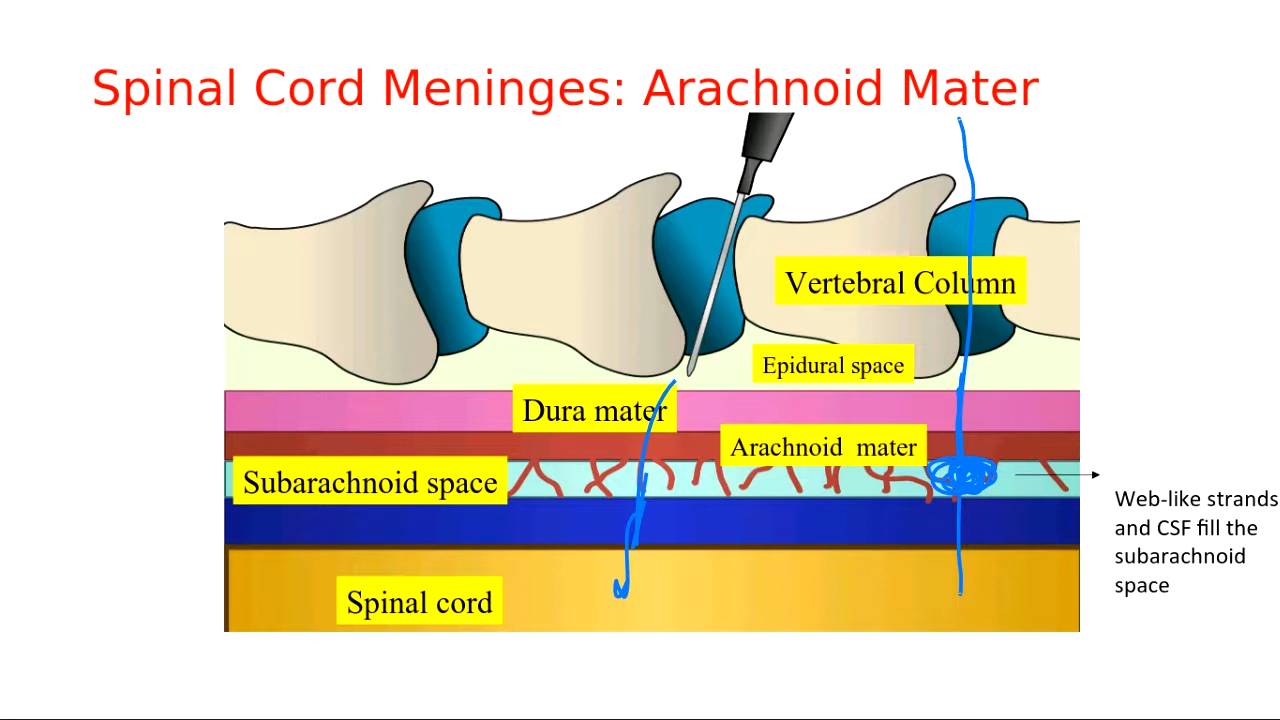 Spinal Cord Meninges: Arachnoid Mater
Vertebral Column
Epidural space
Dura mater
Arachnoid mater
Subarachnoid space
Web-like strands
and CSF fill the
subarachnoid
space
Spinal cord